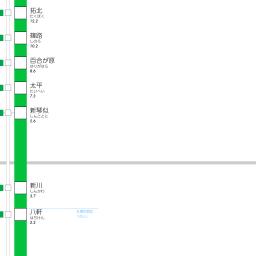 拓北
たくほく
12.2
篠路
しのろ
10.2
百合が原
ゆりがはら
8.6
太平
たいへい
7.3
新琴似
しんことに
5.6
新川
しんかわ
3.7
八軒
はちけん
2.2